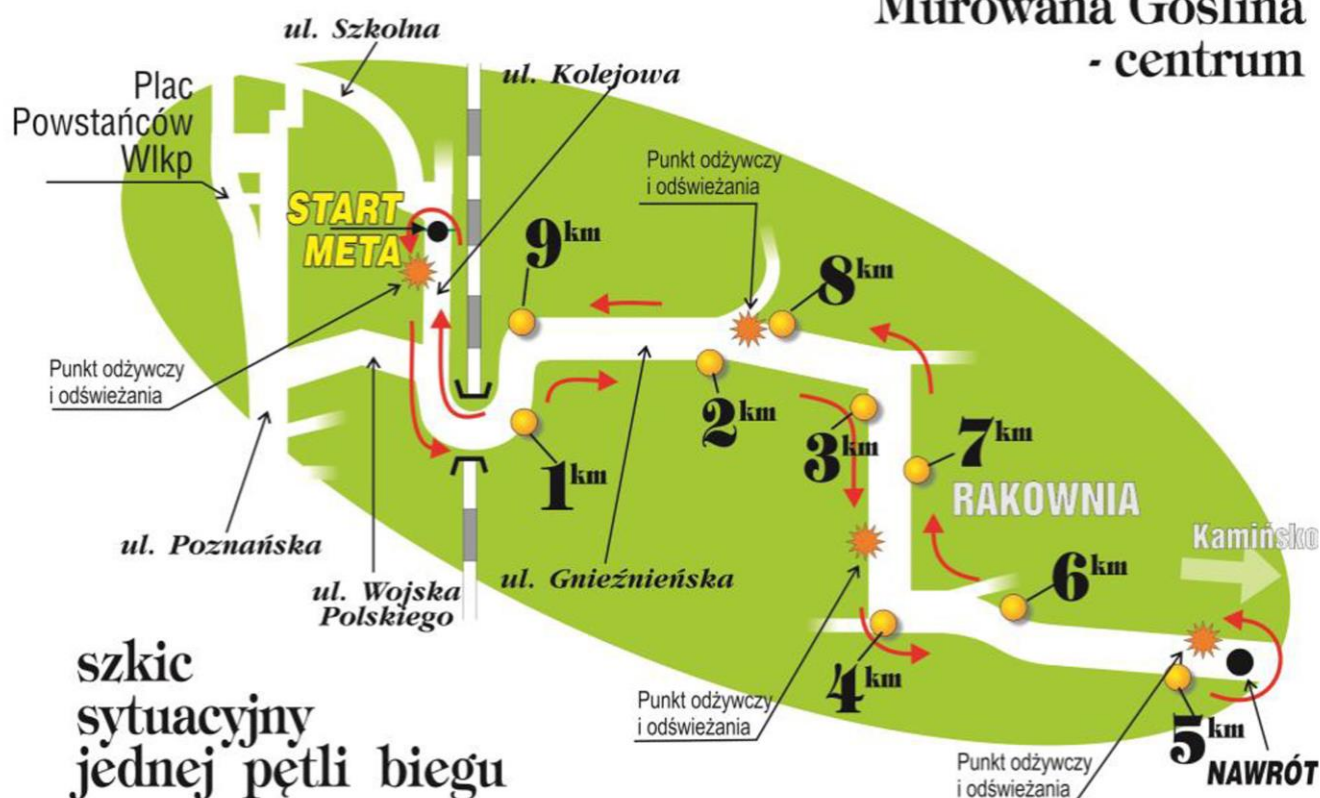 Murowana Goślina
- centrum
ul. Szkolna
ul. Kolejowa
Plac
Powstańców
Wlkp
Punkt odżywczy
i odświeżania
START
META
9km
8km
Punkt odżywczy
i odświeżania
2km
3km
7km
1km
RAKOWNIA
Kamińsko
ul. Poznańska
ul. Gnieźnieńska
6km
ul. Wojska
Polskiego
szkic
sytuacyjny
jednej pętli biegu
4km
Punkt odżywczy
i odświeżania
5km
NAWRÓT
Punkt odżywczy
i odświeżania